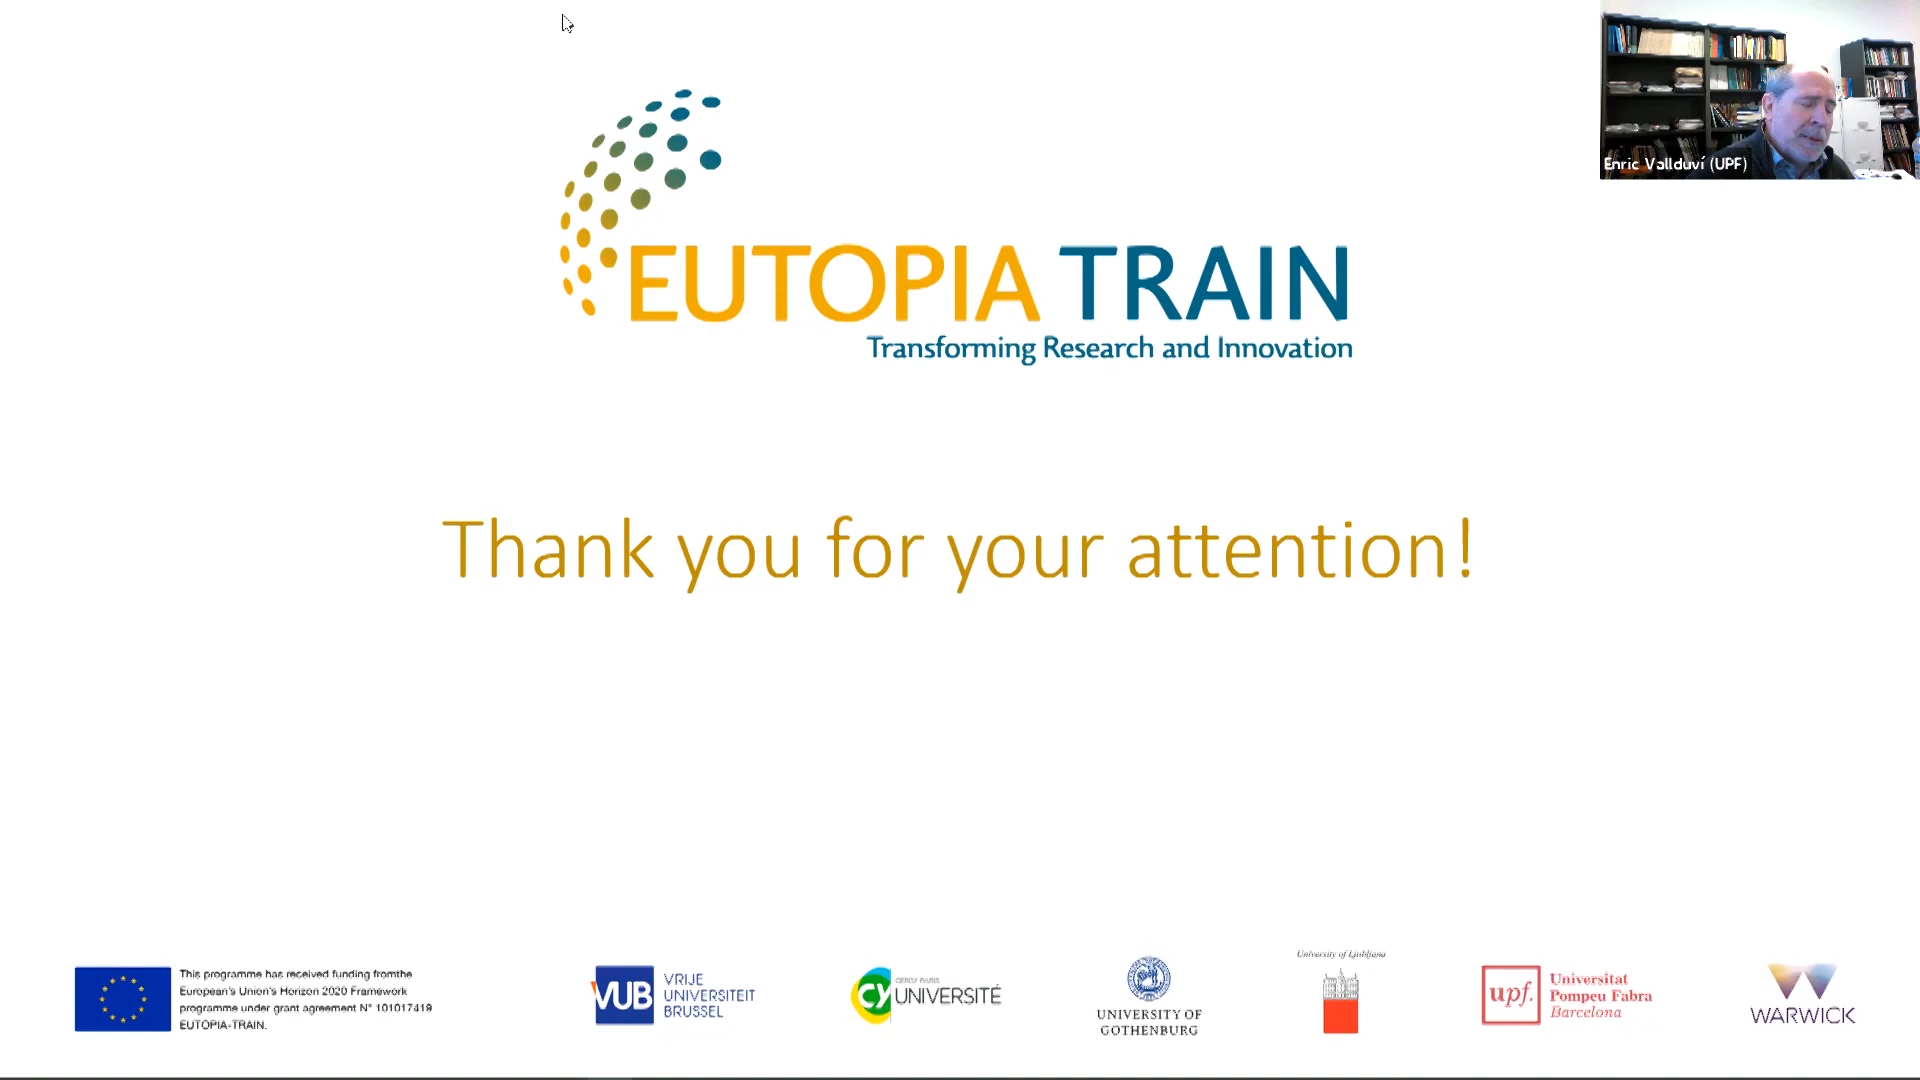 Enric Vallduví (UPF)
EUTOPIA TRAIN
Transforming Research and Innovation
Thank you for your attention!
This programme has received funding fromthe
European's Union's Horizon 2020 Framework
programme under grant agreement N° 101017419
EUTOPIA-TRAIN.
VUB
VRIJE
UNIVERSITEIT
BRUSSEL
CY
CERGY PARIS
UNIVERSITÉ
UNIVERSITY OF
GOTHENBURG
University of Ljubljana
upf.
Universitat
Pompeu Fabra
Barcelona
WARWICK